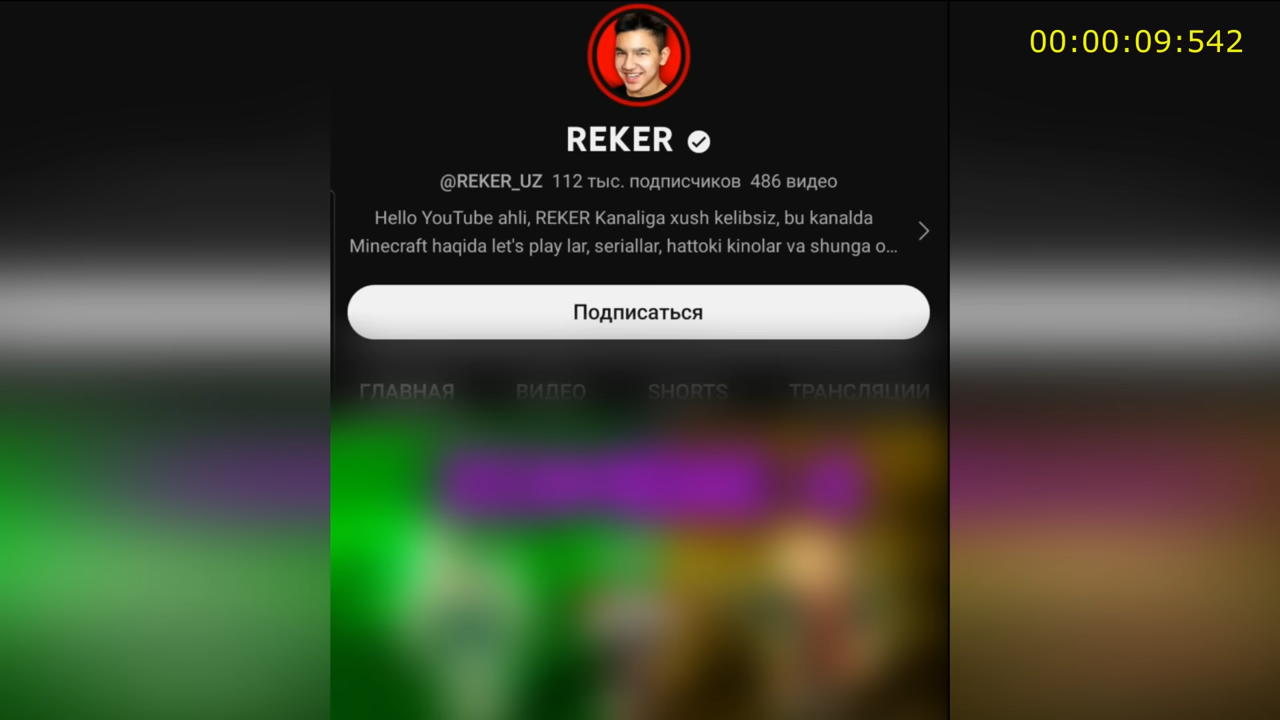 00:00:09:542
REKER
@REKER_UZ 112 тыс. подписчиков 486 видео
Hello YouTube ahli, REKER Kanaliga xush kelibsiz, bu kanalda
Minecraft haqida let's play lar, seriallar, hattoki kinolar va shunga o...
Подписаться
ГЛАВНАЯ ВИДЕО SHORTS ТРАНСЛЯЦИИ